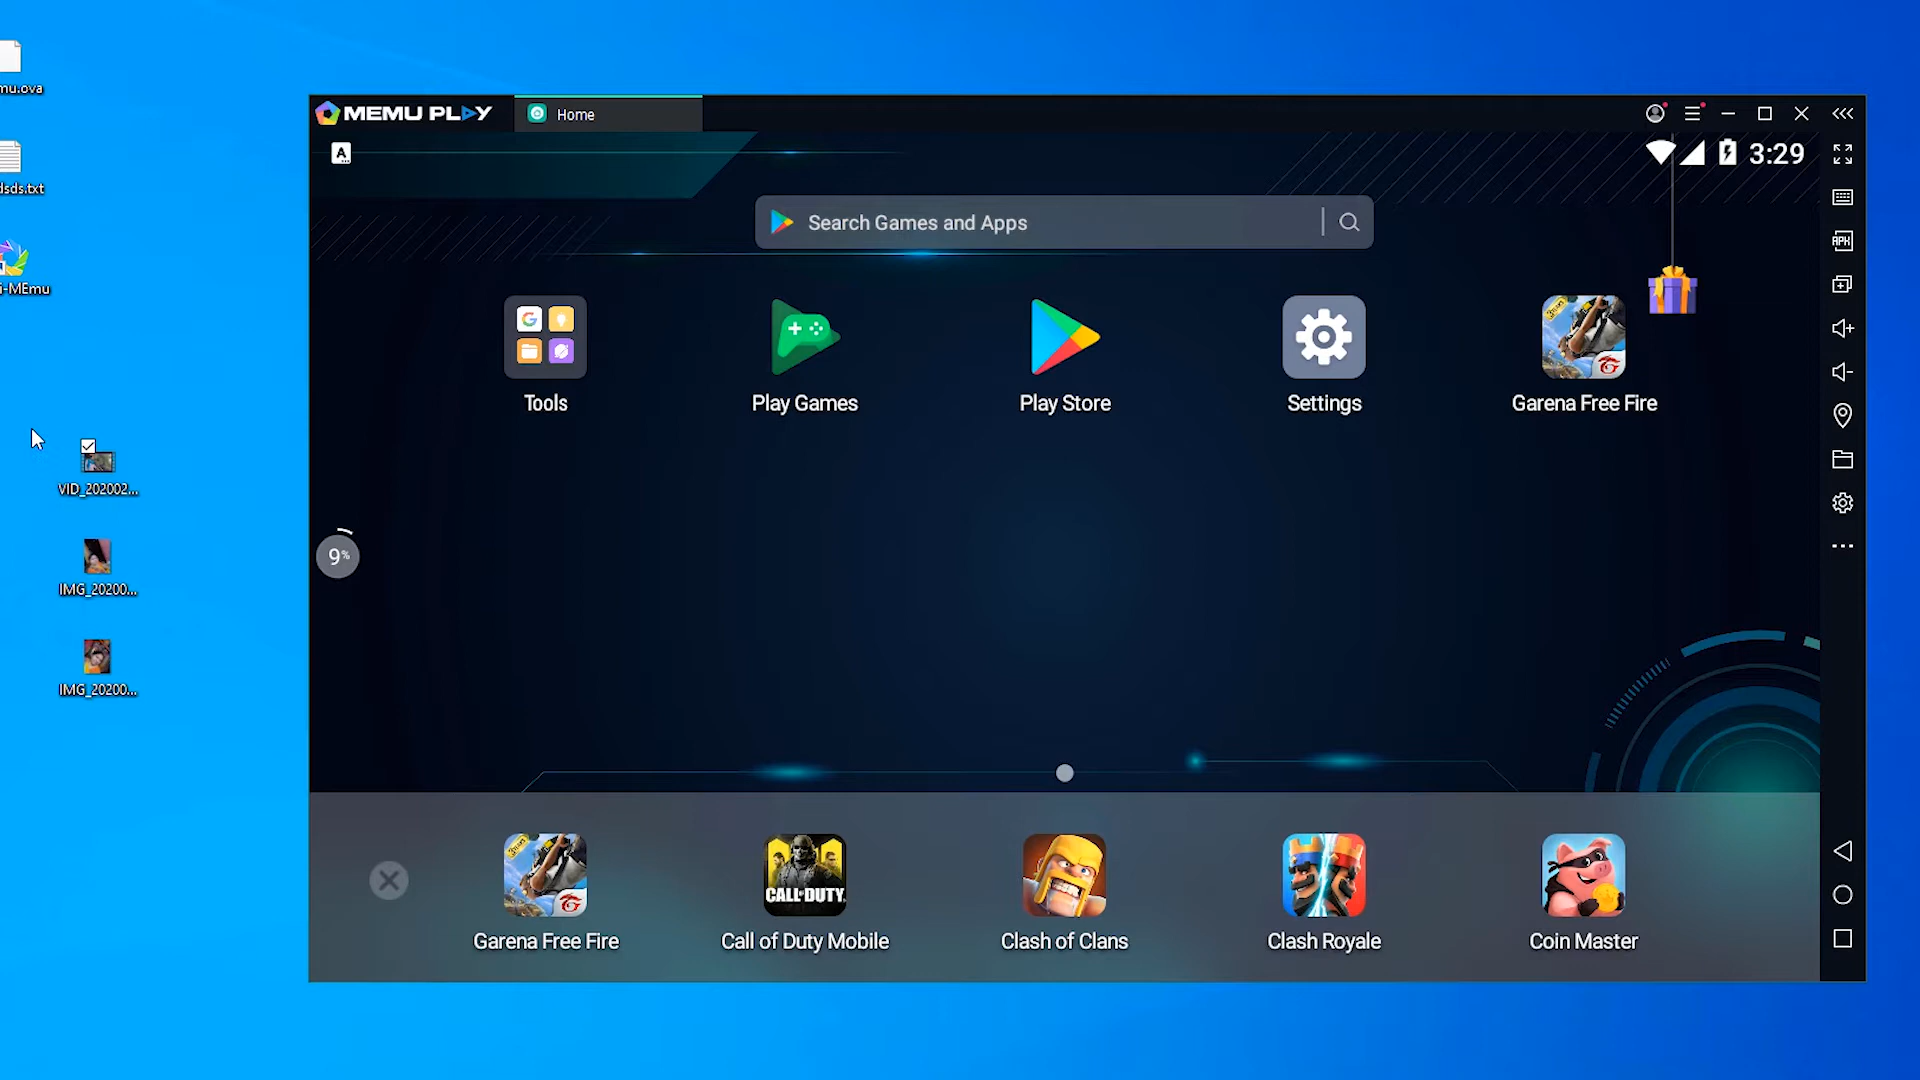 mu.ova
dsds.txt
i-MEmu
VID_202002...
IMG_20200...
IMG_20200...
MEMU PLAY
Home
A
3:29
Search Games and Apps
APK
Tools
Play Games
Play Store
Settings
Garena Free Fire
9%
CALL OF DUTY
Garena Free Fire
Call of Duty Mobile
Clash of Clans
Clash Royale
Coin Master